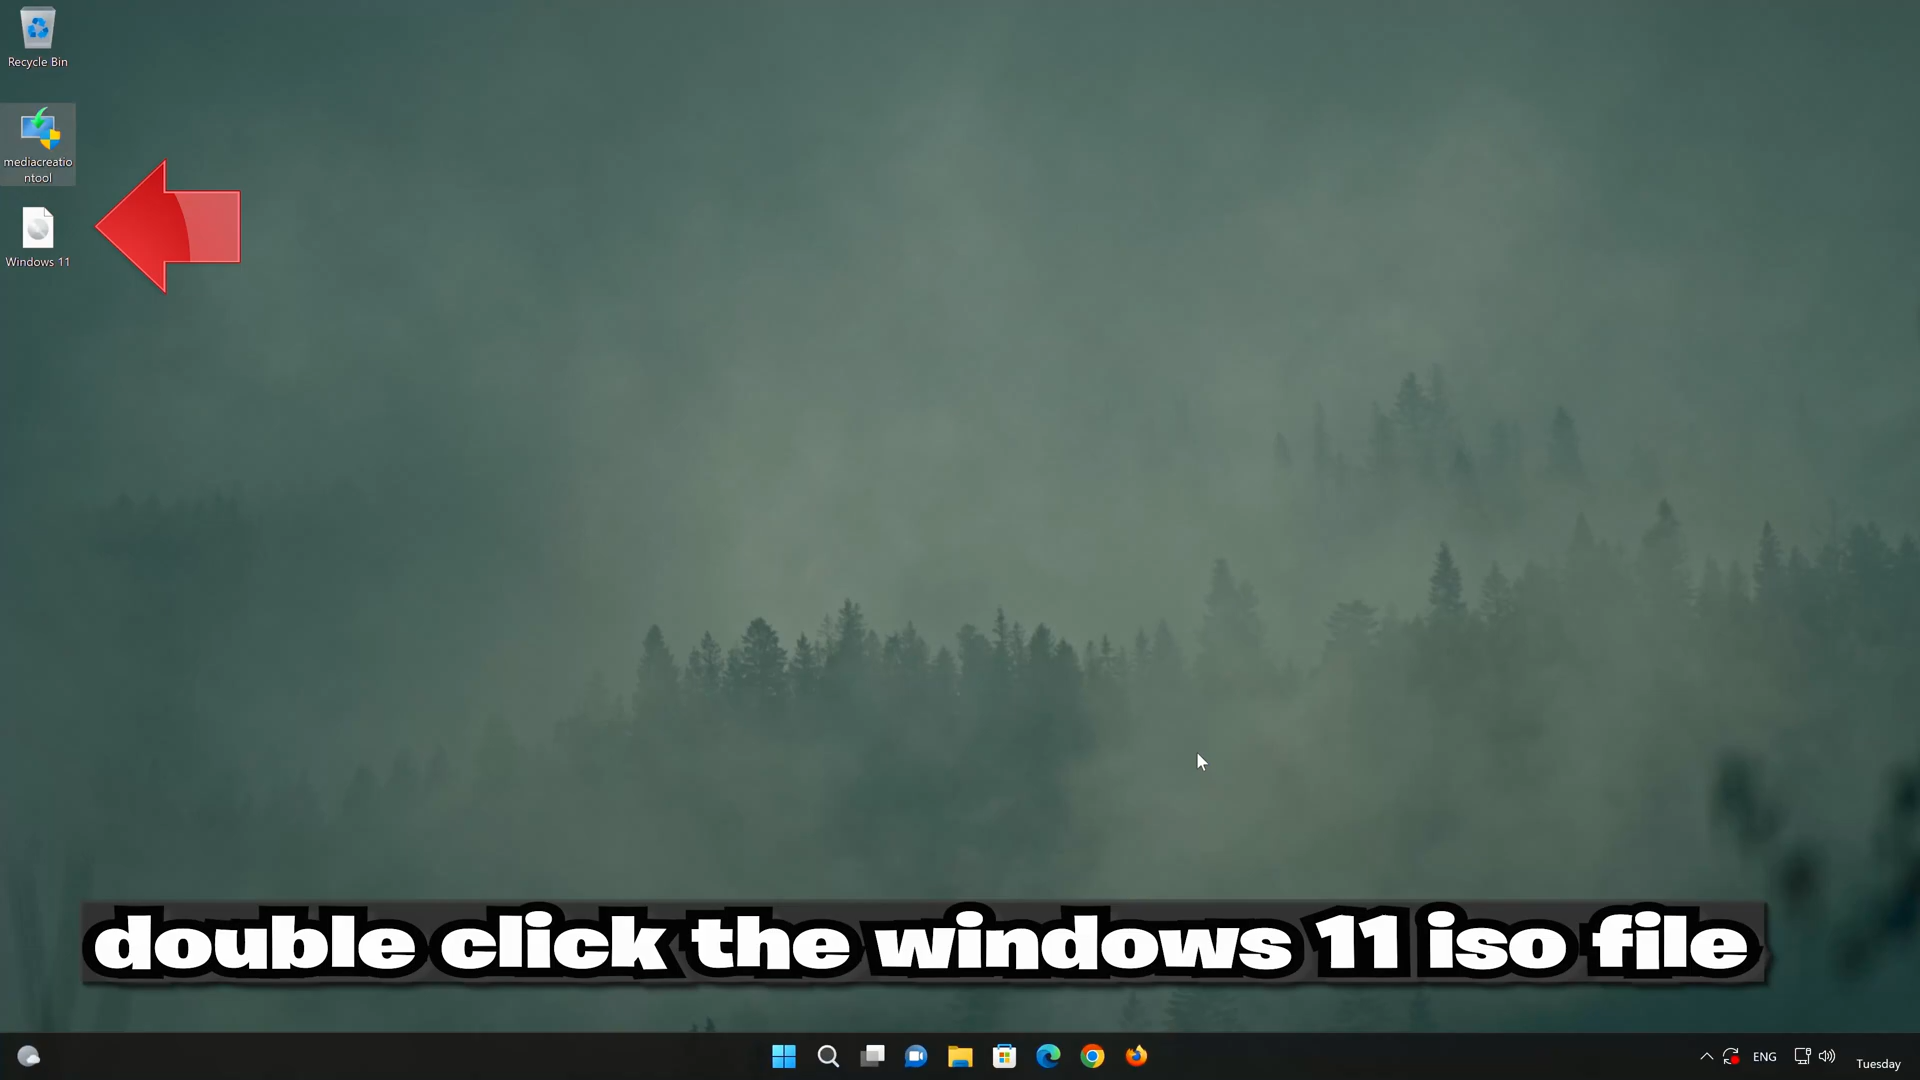 Recycle Bin
mediacreatio
ntool
Windows 11
double click the windows 11 iso file
ENG
Tuesday